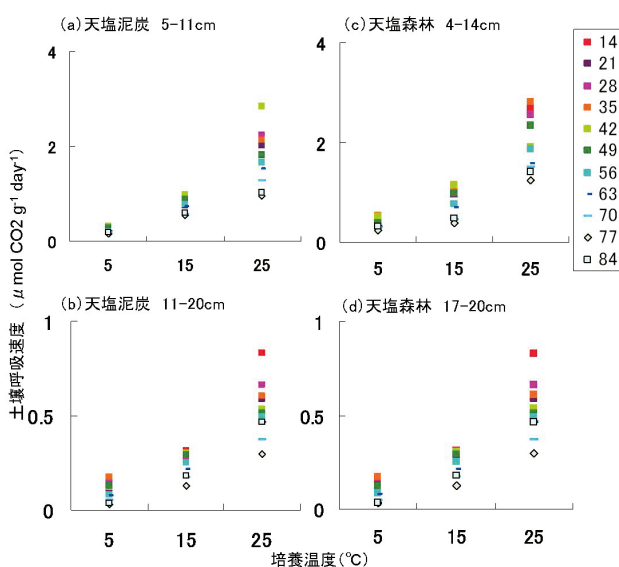 (a)天塩泥炭 5-11cm
4
2
0
5 15 25
(c)天塩森林 4-14cm
4
2
0
5 15 25
14
21
28
35
42
49
56
63
70
77
84
土壌呼吸速度 (μmol CO2 g⁻¹ day⁻¹)
(b)天塩泥炭 11-20cm
1
0.5
0
5 15 25
(d)天塩森林 17-20cm
1
0.5
0
5 15 25
培養温度(℃)